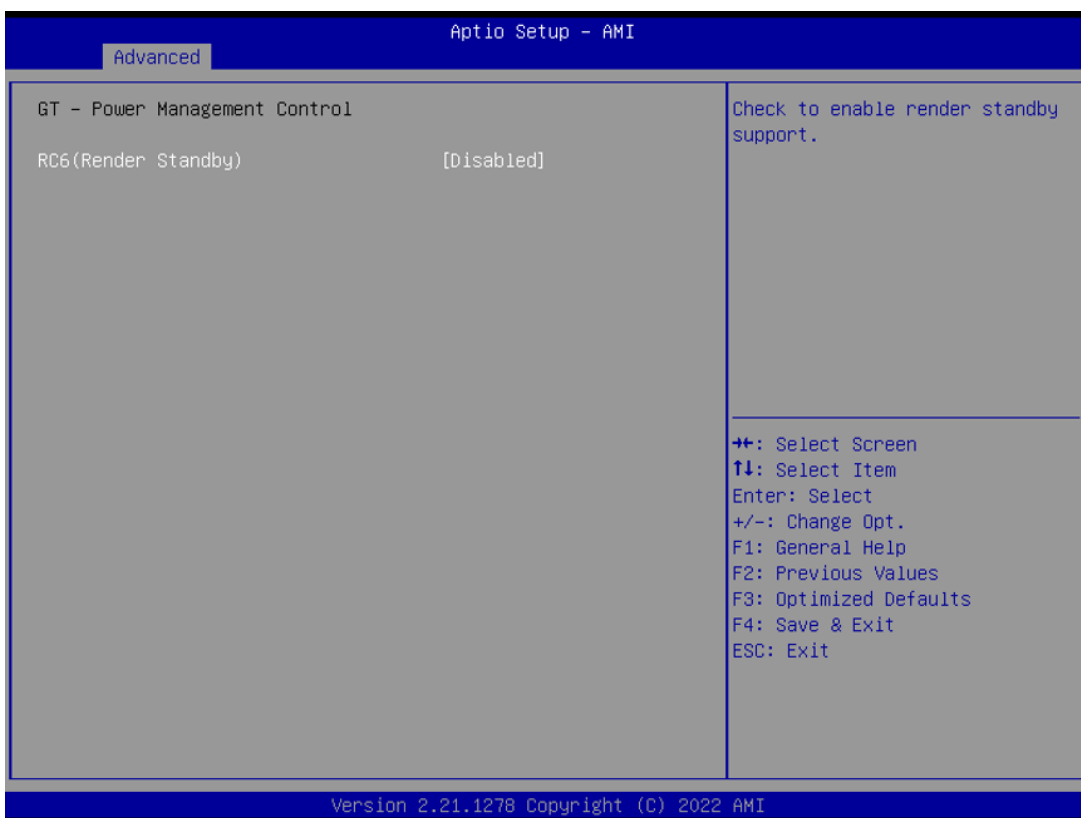 Aptio Setup – AMI
Advanced
GT – Power Management Control
RC6(Render Standby) [Disabled]
Check to enable render standby
support.
→←: Select Screen
↑↓: Select Item
Enter: Select
+/-: Change Opt.
F1: General Help
F2: Previous Values
F3: Optimized Defaults
F4: Save & Exit
ESC: Exit
Version 2.21.1278 Copyright (C) 2022 AMI